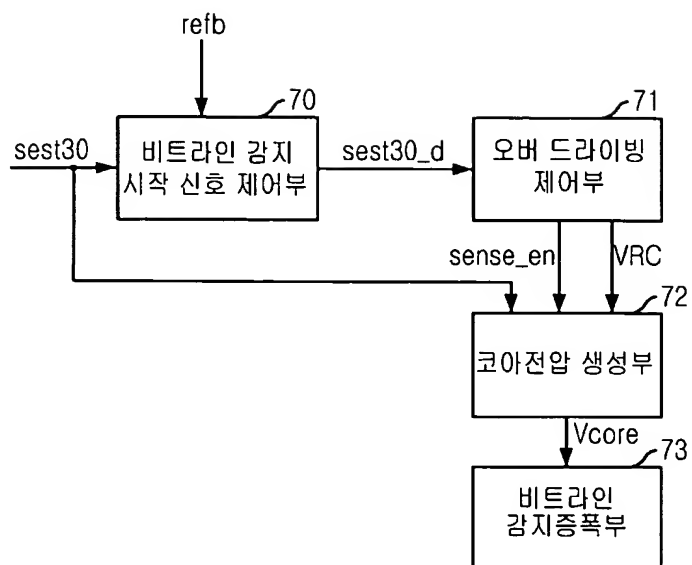 refb
70
71
sest30
비트라인 감지
시작 신호 제어부
sest30_d
오버 드라이빙
제어부
sense_en
VRC
72
코아전압 생성부
Vcore
73
비트라인
감지증폭부